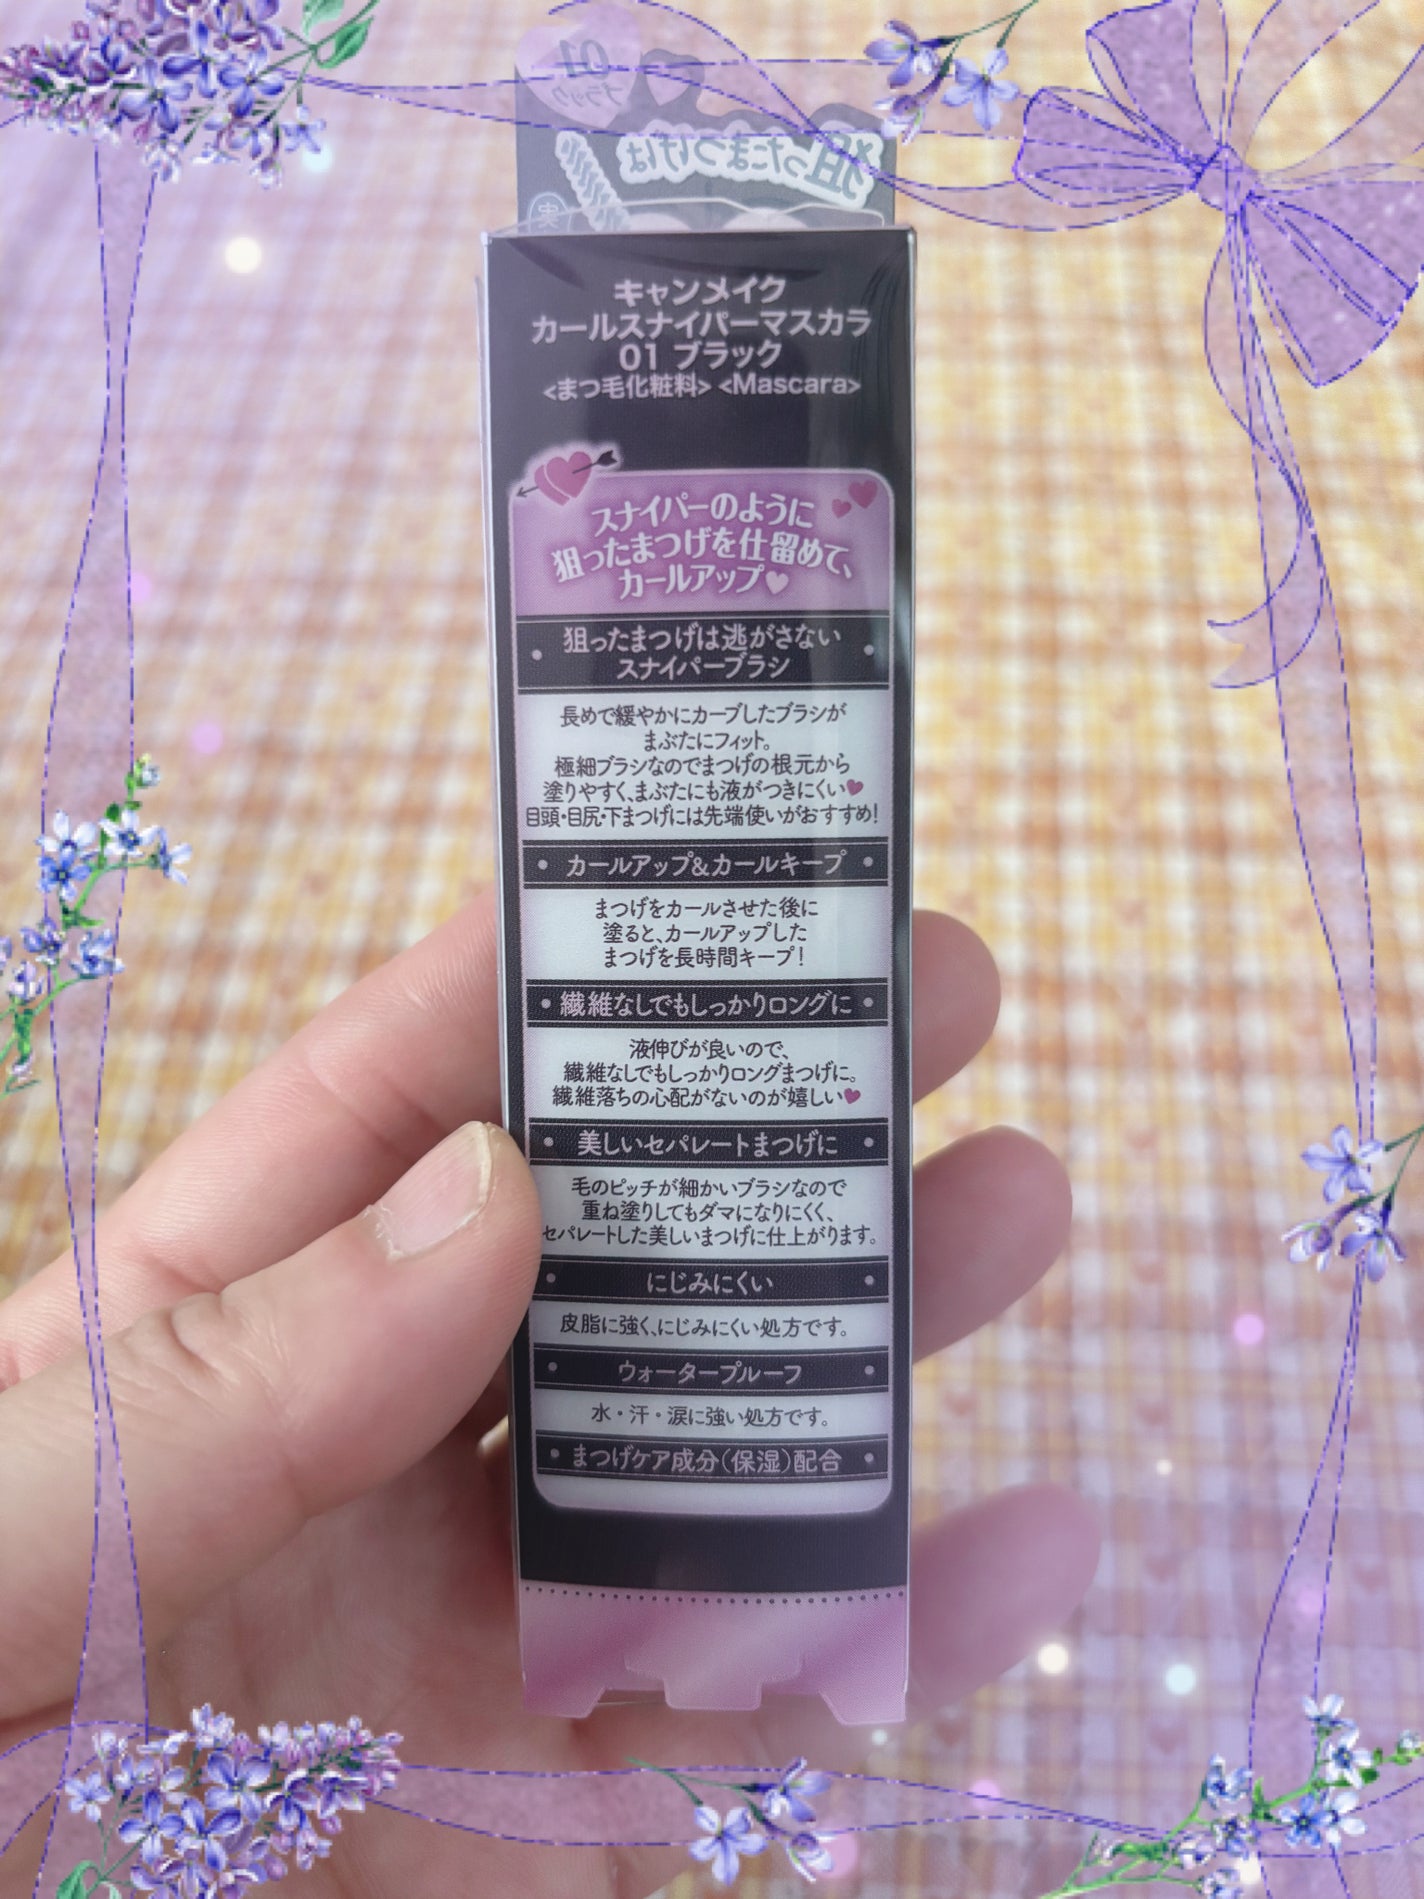 01
ブラック
狙ったまつげは
実
キャンメイク
カールスナイパーマスカラ
01 ブラック
<まつ毛化粧料> <Mascara>
スナイパーのように
狙ったまつげを仕留めて、
カールアップ♥
狙ったまつげは逃がさない
スナイパーブラシ
長めで緩やかにカーブしたブラシが
まぶたにフィット。
極細ブラシなのでまつげの根元から
塗りやすく、まぶたにも液がつきにくい♥
目頭・目尻・下まつげには先端使いがおすすめ!
カールアップ&カールキープ
まつげをカールさせた後に
塗ると、カールアップした
まつげを長時間キープ!
繊維なしでもしっかりロングに
液伸びが良いので、
繊維なしでもしっかりロングまつげに。
繊維落ちの心配がないのが嬉しい♥
美しいセパレートまつげに
毛のピッチが細かいブラシなので
重ね塗りしてもダマになりにくく、
セパレートした美しいまつげに仕上がります。
にじみにくい
皮脂に強く、にじみにくい処方です。
ウォータープルーフ
水・汗・涙に強い処方です。
まつげケア成分(保湿)配合